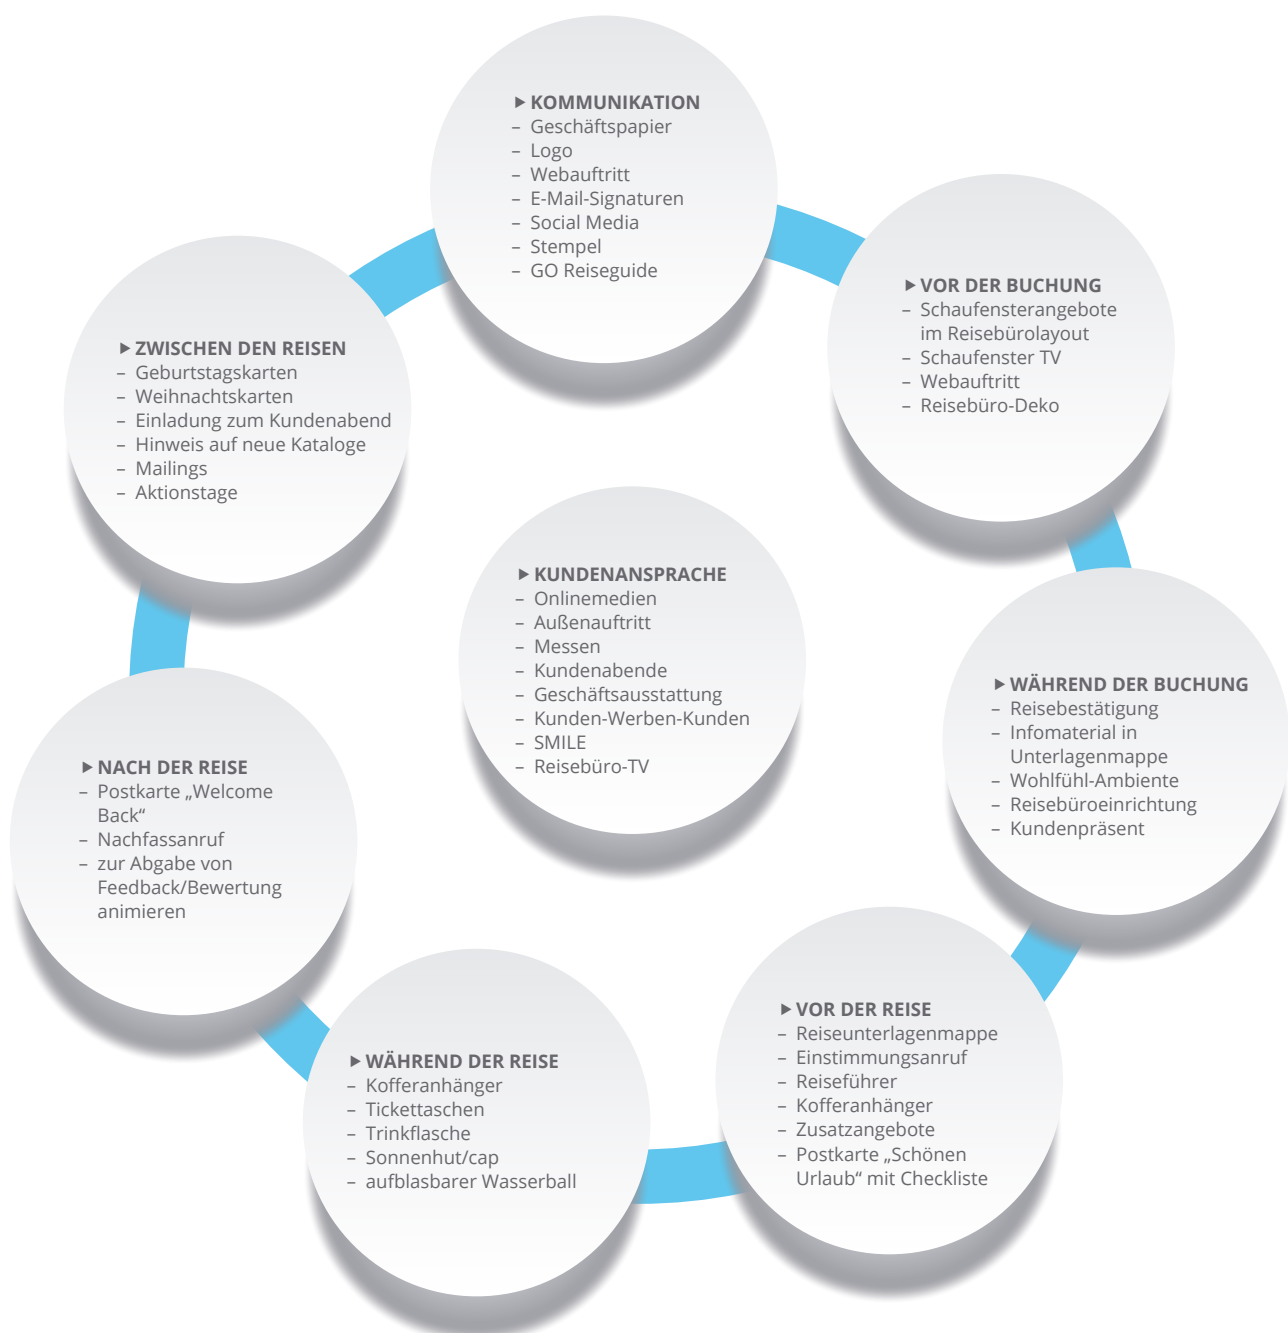 ▶ KOMMUNIKATION
– Geschäftspapier
– Logo
– Webauftritt
– E-Mail-Signaturen
– Social Media
– Stempel
– GO Reiseguide
▶ VOR DER BUCHUNG
– Schaufensterangebote
im Reisebürolayout
– Schaufenster TV
– Webauftritt
– Reisebüro-Deko
▶ WÄHREND DER BUCHUNG
– Reisebestätigung
– Infomaterial in
Unterlagenmappe
– Wohlfühl-Ambiente
– Reisebüroeinrichtung
– Kundenpräsent
▶ VOR DER REISE
– Reiseunterlagenmappe
– Einstimmungsanruf
– Reiseführer
– Kofferanhänger
– Zusatzangebote
– Postkarte „Schönen
Urlaub“ mit Checkliste
▶ WÄHREND DER REISE
– Kofferanhänger
– Tickettaschen
– Trinkflasche
– Sonnenhut/cap
– aufblasbarer Wasserball
▶ NACH DER REISE
– Postkarte „Welcome
Back“
– Nachfassanruf
– zur Abgabe von
Feedback/Bewertung
animieren
▶ ZWISCHEN DEN REISEN
– Geburtstagskarten
– Weihnachtskarten
– Einladung zum Kundenabend
– Hinweis auf neue Kataloge
– Mailings
– Aktionstage
▶ KUNDENANSPRACHE
– Onlinemedien
– Außenauftritt
– Messen
– Kundenabende
– Geschäftsausstattung
– Kunden-Werben-Kunden
– SMILE
– Reisebüro-TV